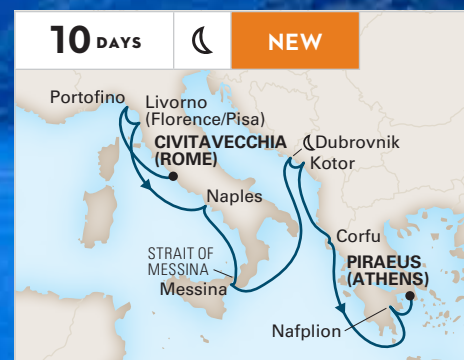 10 DAYS
NEW
Portofino
Livorno
(Florence/Pisa)
CIVITAVECCHIA
(ROME)
Dubrovnik
Kotor
Naples
STRAIT OF
MESSINA
Messina
Corfu
PIRAEUS
(ATHENS)
Nafplion